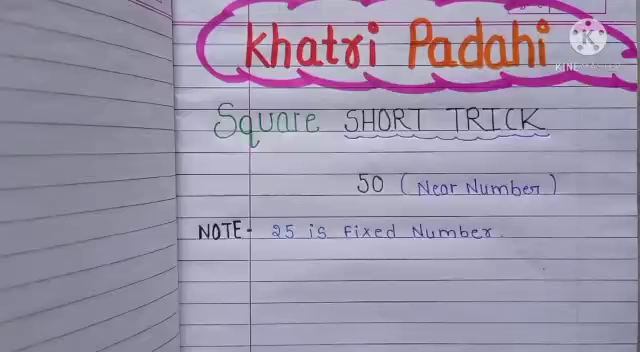 Khatri Padahi
Square SHORT TRICK
50 (Near Number)
NOTE - 25 is Fixed Number.